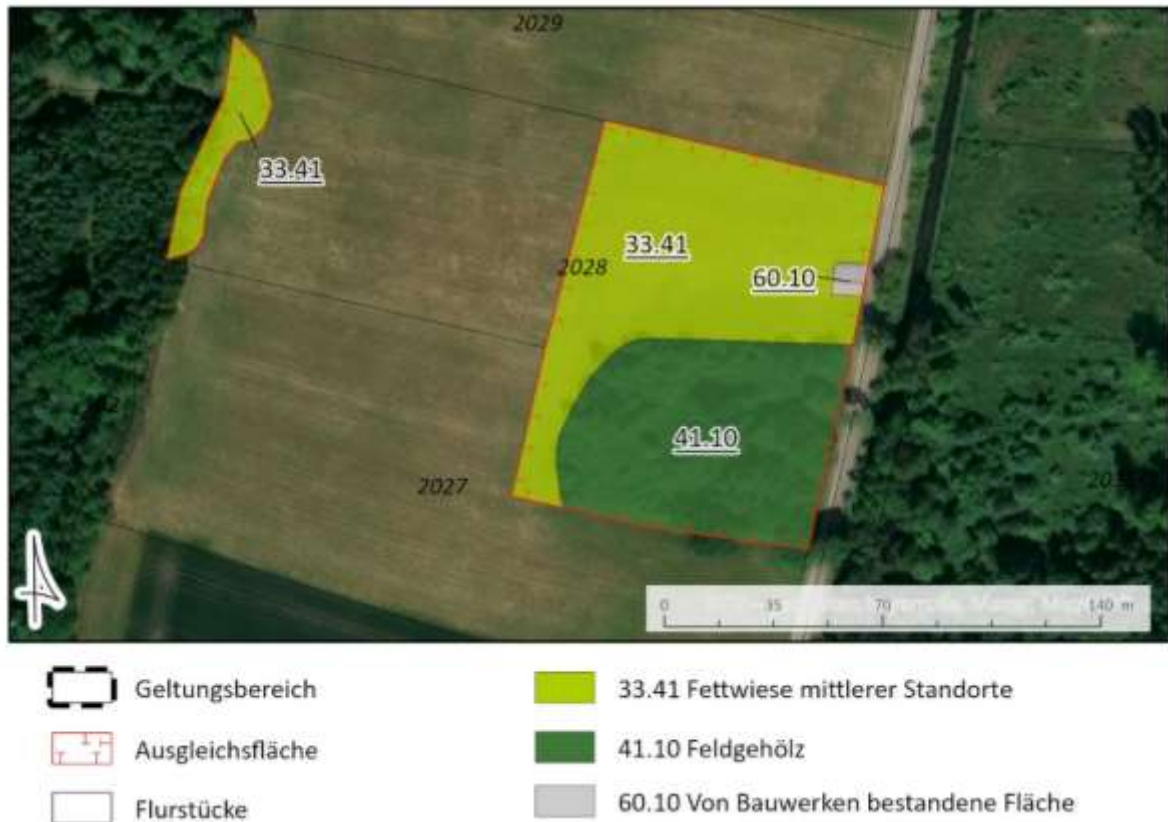 2029
33.41
33.41
2028
60.10
41.10
2027
0 35 70 140 m
Geltungsbereich
Ausgleichsfläche
Flurstücke
33.41 Fettwiese mittlerer Standorte
41.10 Feldgehölz
60.10 Von Bauwerken bestandene Fläche